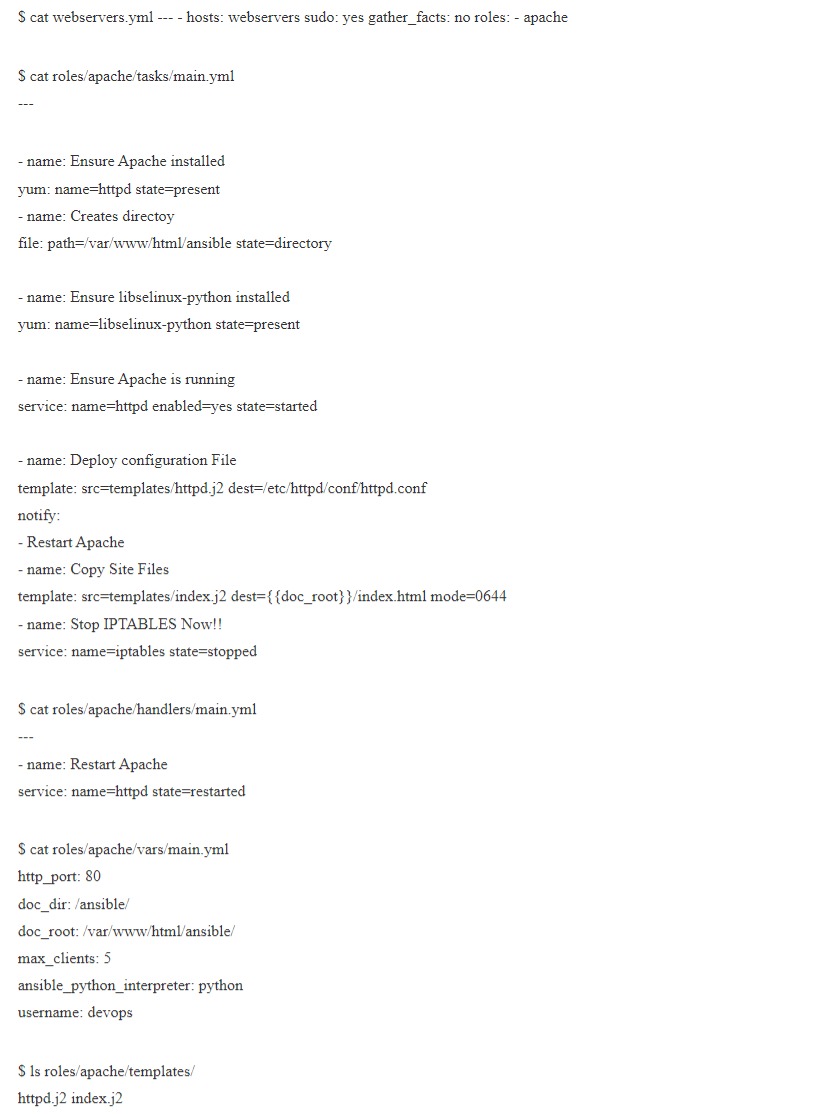 $ cat webservers.yml --- - hosts: webservers sudo: yes gather_facts: no roles: - apache
$ cat roles/apache/tasks/main.yml
---
- name: Ensure Apache installed
yum: name=httpd state=present
- name: Creates directoy
file: path=/var/www/html/ansible state=directory
- name: Ensure libselinux-python installed
yum: name=libselinux-python state=present
- name: Ensure Apache is running
service: name=httpd enabled=yes state=started
- name: Deploy configuration File
template: src=templates/httpd.j2 dest=/etc/httpd/conf/httpd.conf
notify:
- Restart Apache
- name: Copy Site Files
template: src=templates/index.j2 dest={{doc_root}}/index.html mode=0644
- name: Stop IPTABLES Now!!
service: name=iptables state=stopped
$ cat roles/apache/handlers/main.yml
---
- name: Restart Apache
service: name=httpd state=restarted
$ cat roles/apache/vars/main.yml
http_port: 80
doc_dir: /ansible/
doc_root: /var/www/html/ansible/
max_clients: 5
ansible_python_interpreter: python
username: devops
$ ls roles/apache/templates/
httpd.j2 index.j2